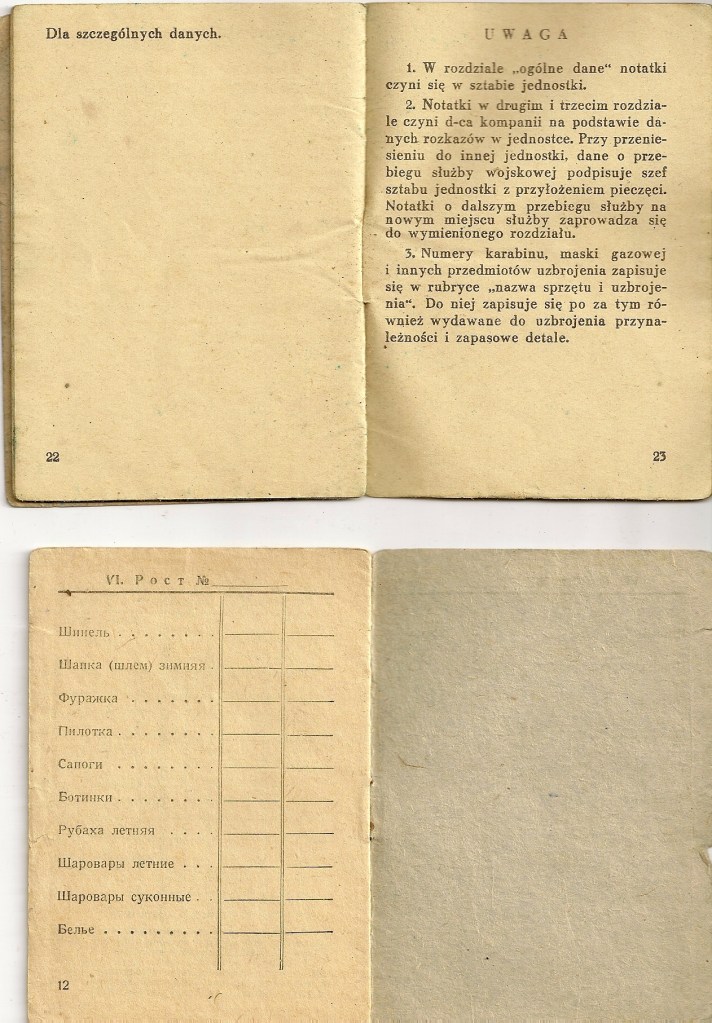 Dla szczególnych danych.
22
UWAGA
1. W rozdziale „ogólne dane“ notatki
czyni się w sztabie jednostki.
2. Notatki w drugim i trzecim rozdzia-
le czyni d-ca kompanii na podstawie da-
nych rozkazów w jednostce. Przy przenie-
sieniu do innej jednostki, dane o prze-
biegu służby wojskowej podpisuje szef
sztabu jednostki z przyłożeniem pieczęci.
Notatki o dalszym przebiegu służby na
nowym miejscu służby zaprowadza się
do wymienionego rozdziału.
3. Numery karabinu, maski gazowej
i innych przedmiotów uzbrojenia zapisuje
się w rubryce „nazwa sprzętu i uzbroje-
nia“. Do niej zapisuje się po za tym ró-
wnież wydawane do uzbrojenia przyna-
leżności i zapasowe detale.
23
VI. Рост №
Шинель . . . . . . . .
Шапка (шлем) зимняя .
Фуражка . . . . . . .
Пилотка . . . . . . . .
Сапоги . . . . . . . .
Ботинки . . . . . . . .
Рубаха летняя . . . .
Шаровары летние . . .
Шаровары суконные . .
Белье . . . . . . . . .
12